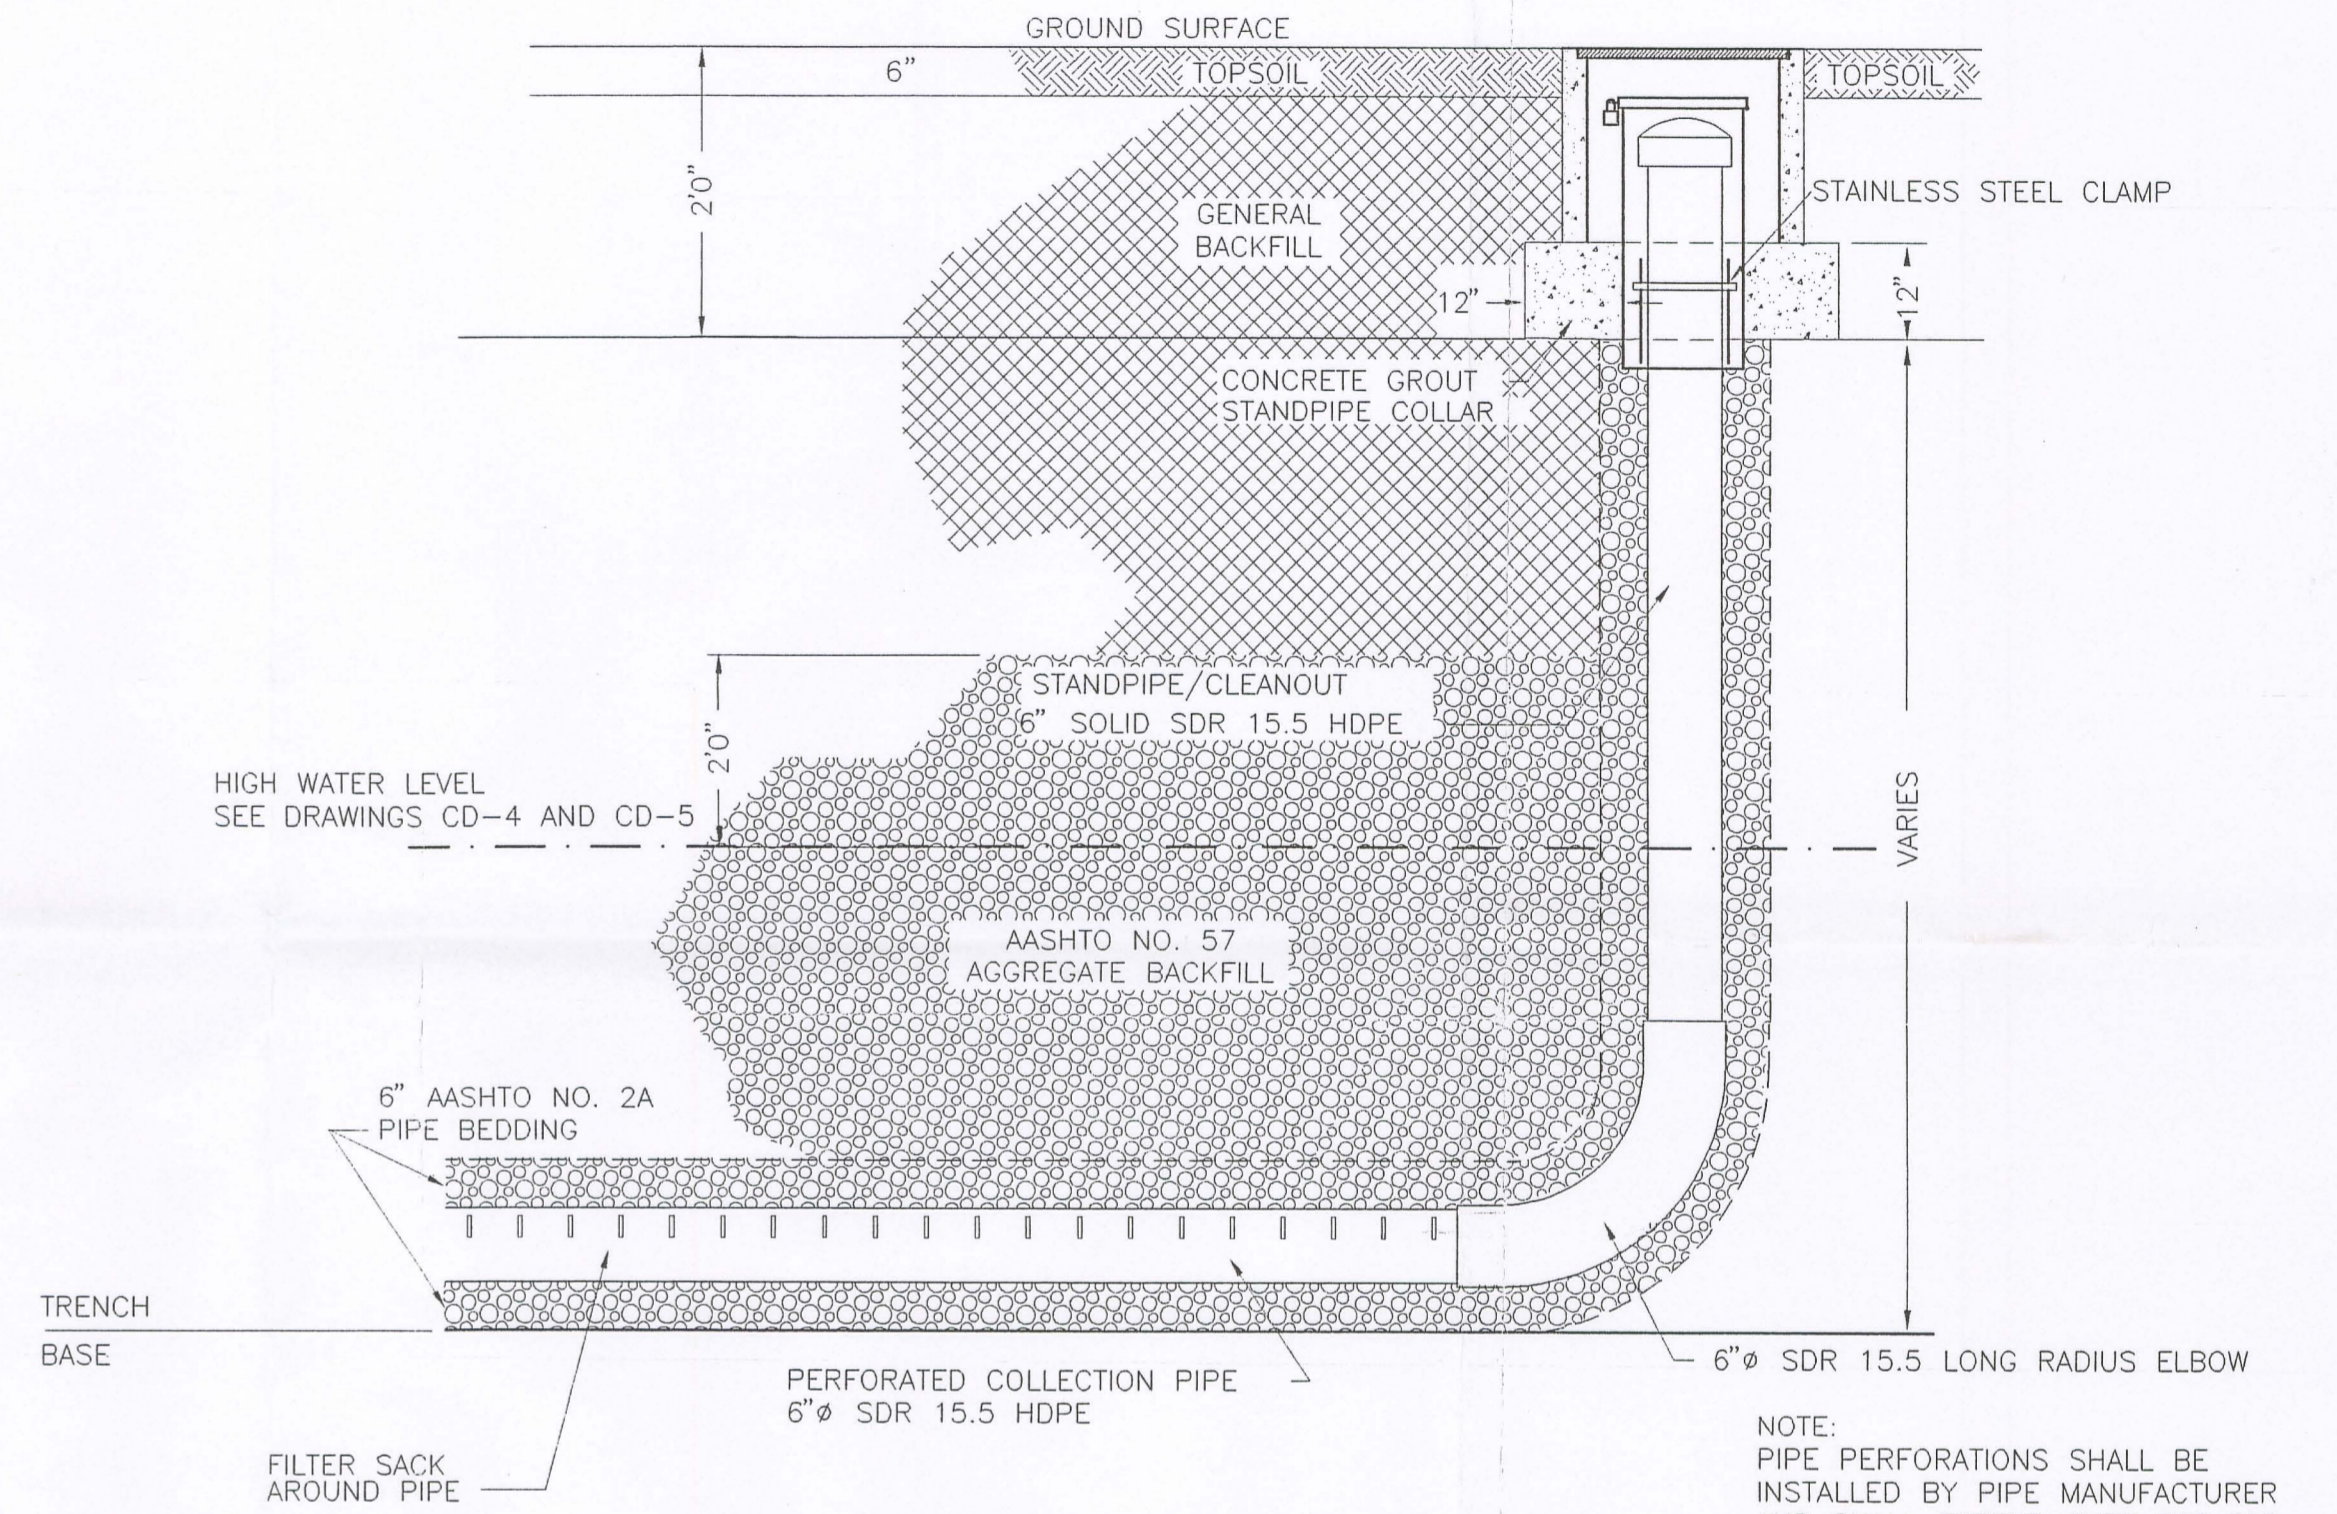 GROUND SURFACE
6”
TOPSOIL
TOPSOIL
2’0”
GENERAL
BACKFILL
STAINLESS STEEL CLAMP
12”
12”
CONCRETE GROUT
STANDPIPE COLLAR
STANDPIPE/CLEANOUT
6” SOLID SDR 15.5 HDPE
2’0”
HIGH WATER LEVEL
SEE DRAWINGS CD-4 AND CD-5
VARIES
AASHTO NO. 57
AGGREGATE BACKFILL
6” AASHTO NO. 2A
PIPE BEDDING
TRENCH
BASE
PERFORATED COLLECTION PIPE
6”ø SDR 15.5 HDPE
6”ø SDR 15.5 LONG RADIUS ELBOW
FILTER SACK
AROUND PIPE
NOTE:
PIPE PERFORATIONS SHALL BE
INSTALLED BY PIPE MANUFACTURER